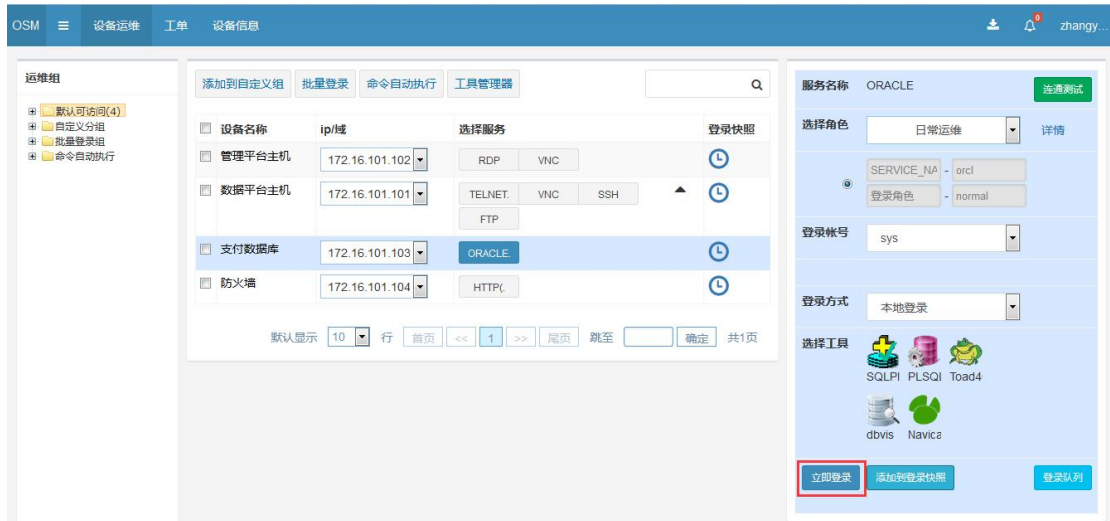 OSM 设备运维 工单 设备信息 0 zhangy...
运维组
默认可访问(4)
自定义分组
批量登录组
命令自动执行
添加到自定义组 批量登录 命令自动执行 工具管理器
设备名称 ip/域 选择服务 登录快照
管理平台主机 172.16.101.102 RDP VNC
数据平台主机 172.16.101.101 TELNET. VNC SSH
FTP
支付数据库 172.16.101.103 ORACLE.
防火墙 172.16.101.104 HTTP(.
默认显示 10 行 首页 << 1 >> 尾页 跳至 确定 共1页
服务名称 ORACLE 连通测试
选择角色 日常运维 详情
SERVICE_NA - orcl
登录角色 - normal
登录帐号 sys
登录方式 本地登录
选择工具
SQLPl PLSQl Toad4
dbvis Navica
立即登录 添加到登录快照 登录队列